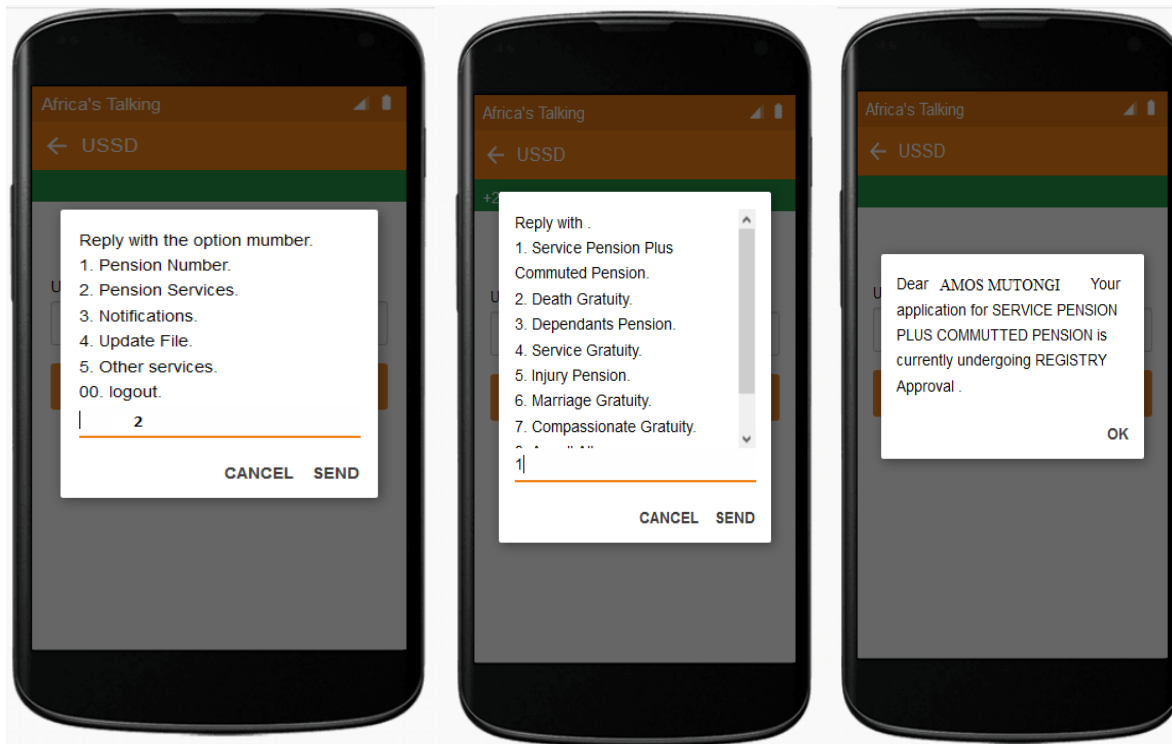 Africa's Talking
USSD
U
Reply with the option mumber.
1. Pension Number.
2. Pension Services.
3. Notifications.
4. Update File.
5. Other services.
00. logout.
2
CANCEL SEND
Africa's Talking
USSD
+2
U
Reply with .
1. Service Pension Plus
Commuted Pension.
2. Death Gratuity.
3. Dependants Pension.
4. Service Gratuity.
5. Injury Pension.
6. Marriage Gratuity.
7. Compassionate Gratuity.
1
CANCEL SEND
Africa's Talking
USSD
U
Dear AMOS MUTONGI Your
application for SERVICE PENSION
PLUS COMMUTTED PENSION is
currently undergoing REGISTRY
Approval .
OK